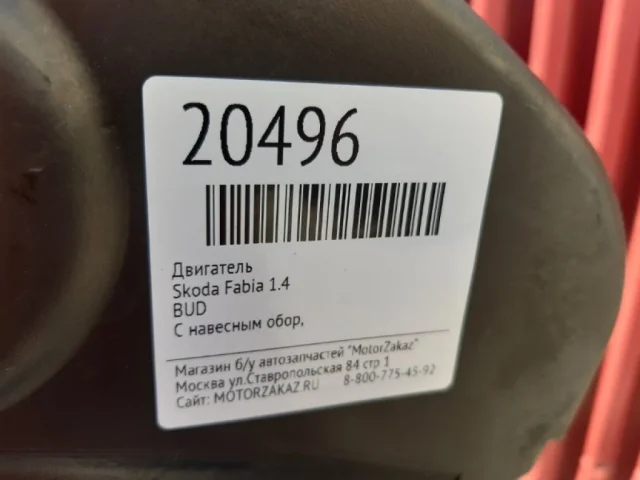 20496
Двигатель
Skoda Fabia 1.4
BUD
С навесным обор,
Магазин б/у автозапчастей "MotorZakaz"
Москва ул.Ставропольская 84 стр 1
Сайт: MOTORZAKAZ.RU 8-800-775-45-92